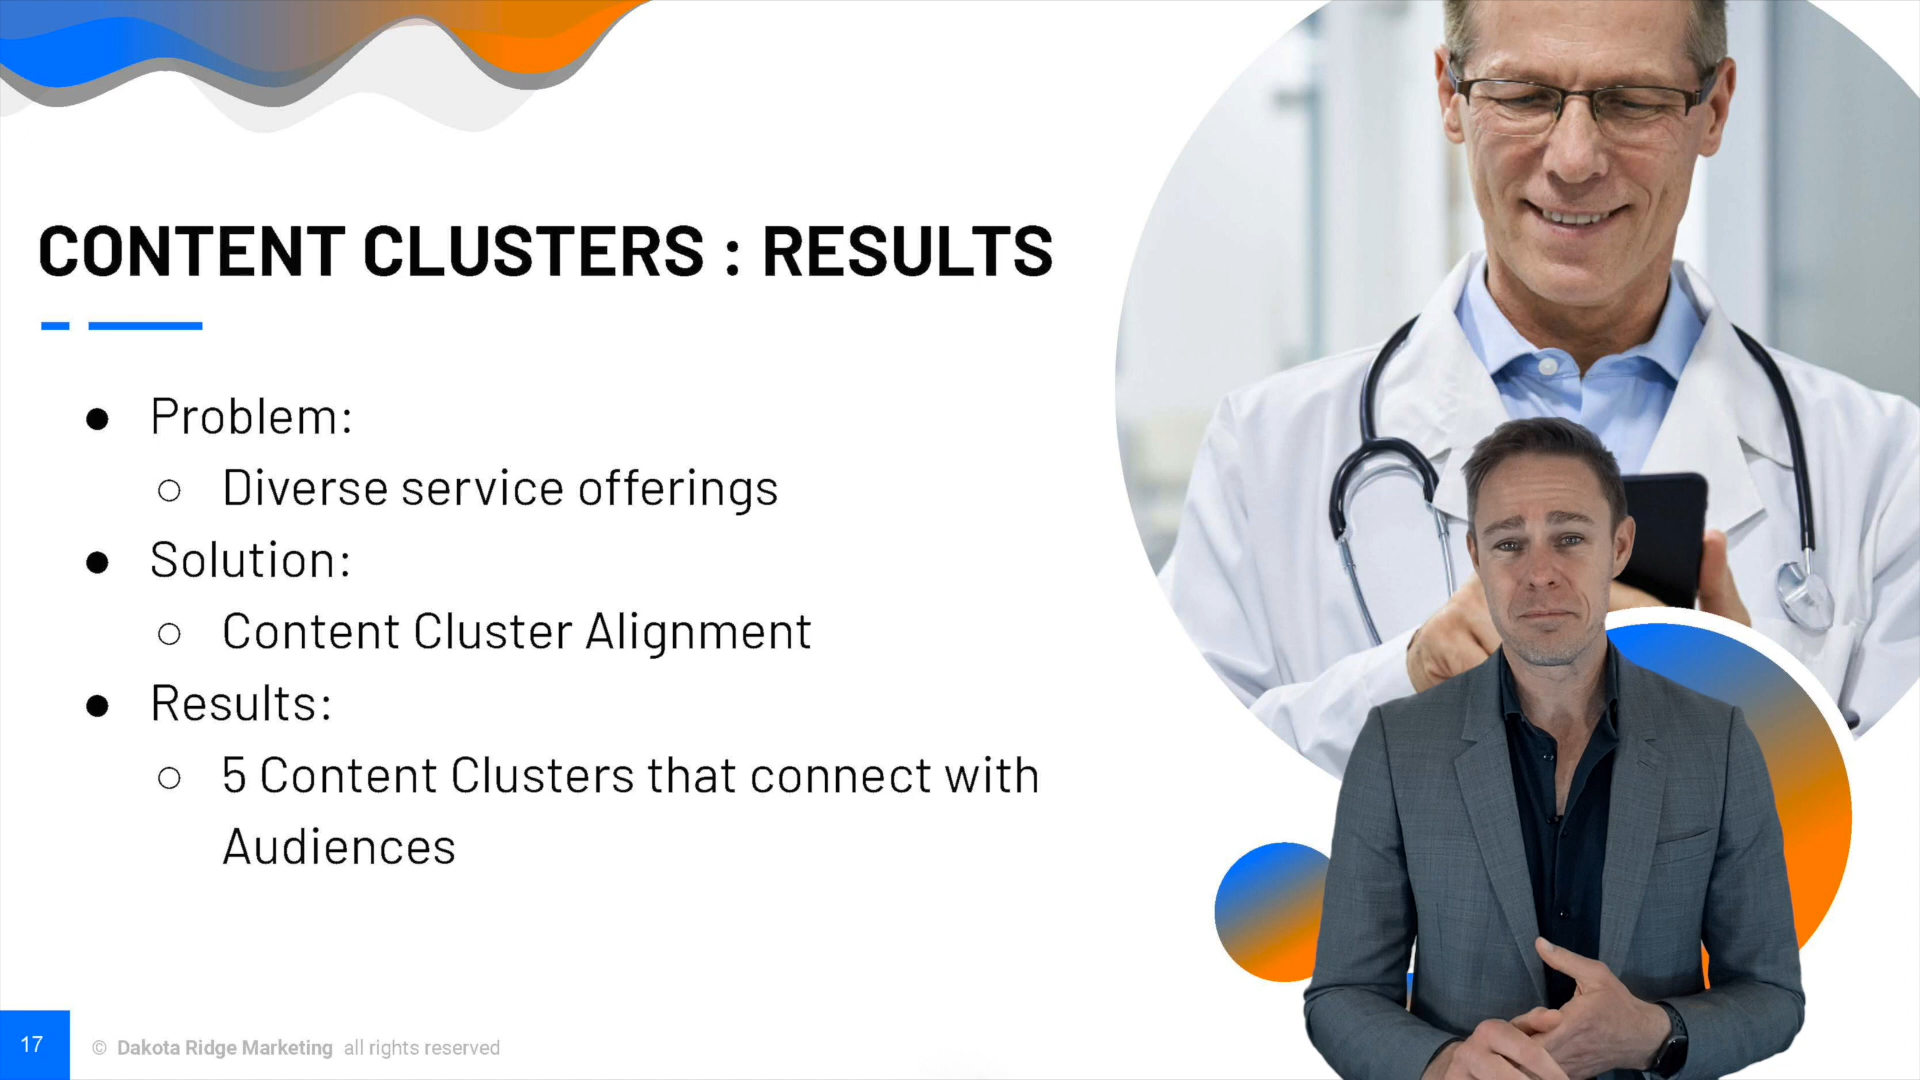 CONTENT CLUSTERS : RESULTS
● Problem:
○ Diverse service offerings
● Solution:
○ Content Cluster Alignment
● Results:
○ 5 Content Clusters that connect with
Audiences
17
© Dakota Ridge Marketing all rights reserved